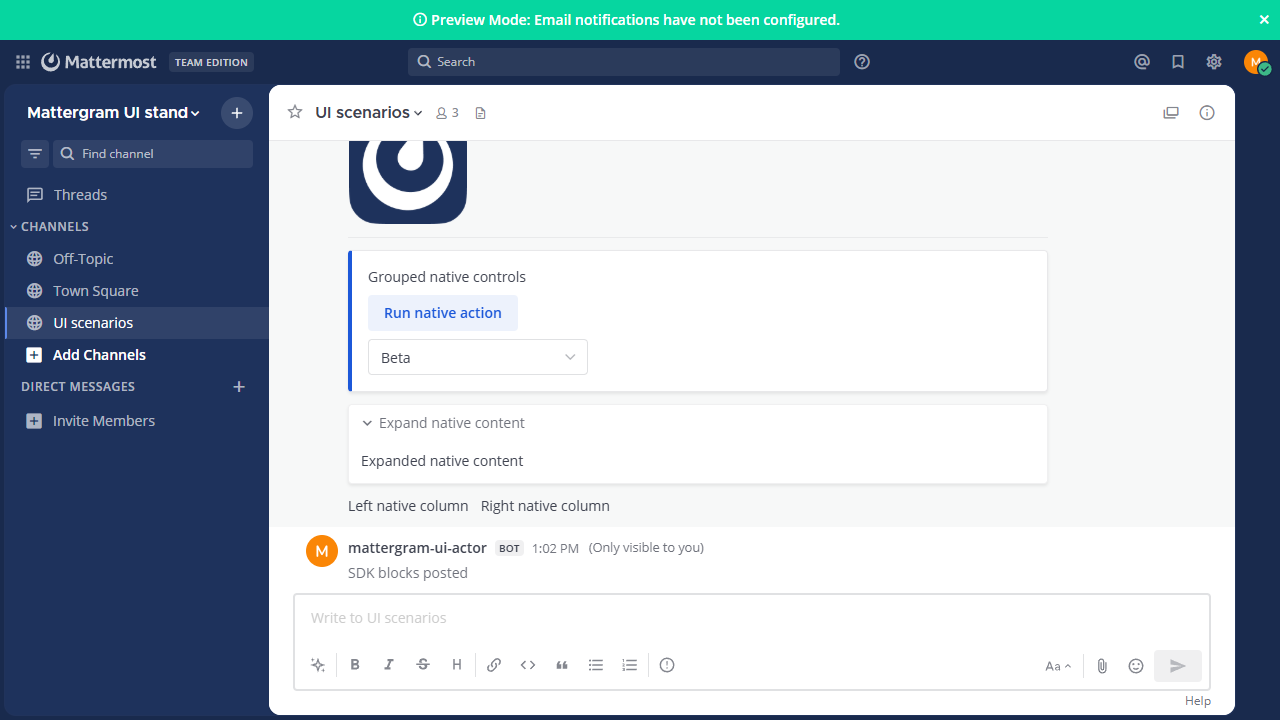 Preview Mode: Email notifications have not been configured.
Mattermost
TEAM EDITION
Search
M
Mattergram UI stand
UI scenarios
3
Find channel
Threads
CHANNELS
Off-Topic
Town Square
UI scenarios
Add Channels
DIRECT MESSAGES
Invite Members
Grouped native controls
Run native action
Beta
Expand native content
Expanded native content
Left native column Right native column
M
mattergram-ui-actor BOT 1:02 PM (Only visible to you)
SDK blocks posted
Write to UI scenarios
B I S H
Aa
Help